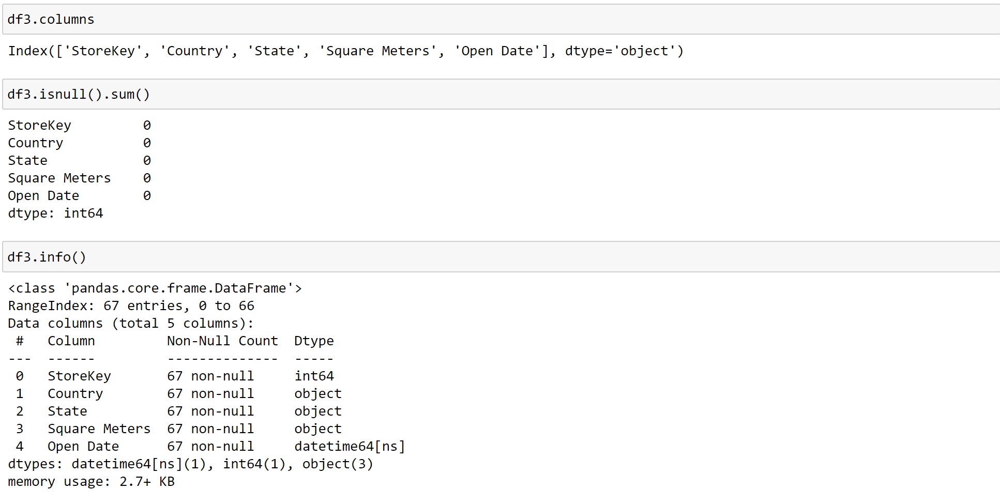 df3.columns
Index(['StoreKey', 'Country', 'State', 'Square Meters', 'Open Date'], dtype='object')
df3.isnull().sum()
StoreKey         0
Country          0
State            0
Square Meters    0
Open Date        0
dtype: int64
df3.info()
<class 'pandas.core.frame.DataFrame'>
RangeIndex: 67 entries, 0 to 66
Data columns (total 5 columns):
 #   Column         Non-Null Count  Dtype
---  ------         --------------  -----
 0   StoreKey       67 non-null     int64
 1   Country        67 non-null     object
 2   State          67 non-null     object
 3   Square Meters  67 non-null     object
 4   Open Date      67 non-null     datetime64[ns]
dtypes: datetime64[ns](1), int64(1), object(3)
memory usage: 2.7+ KB